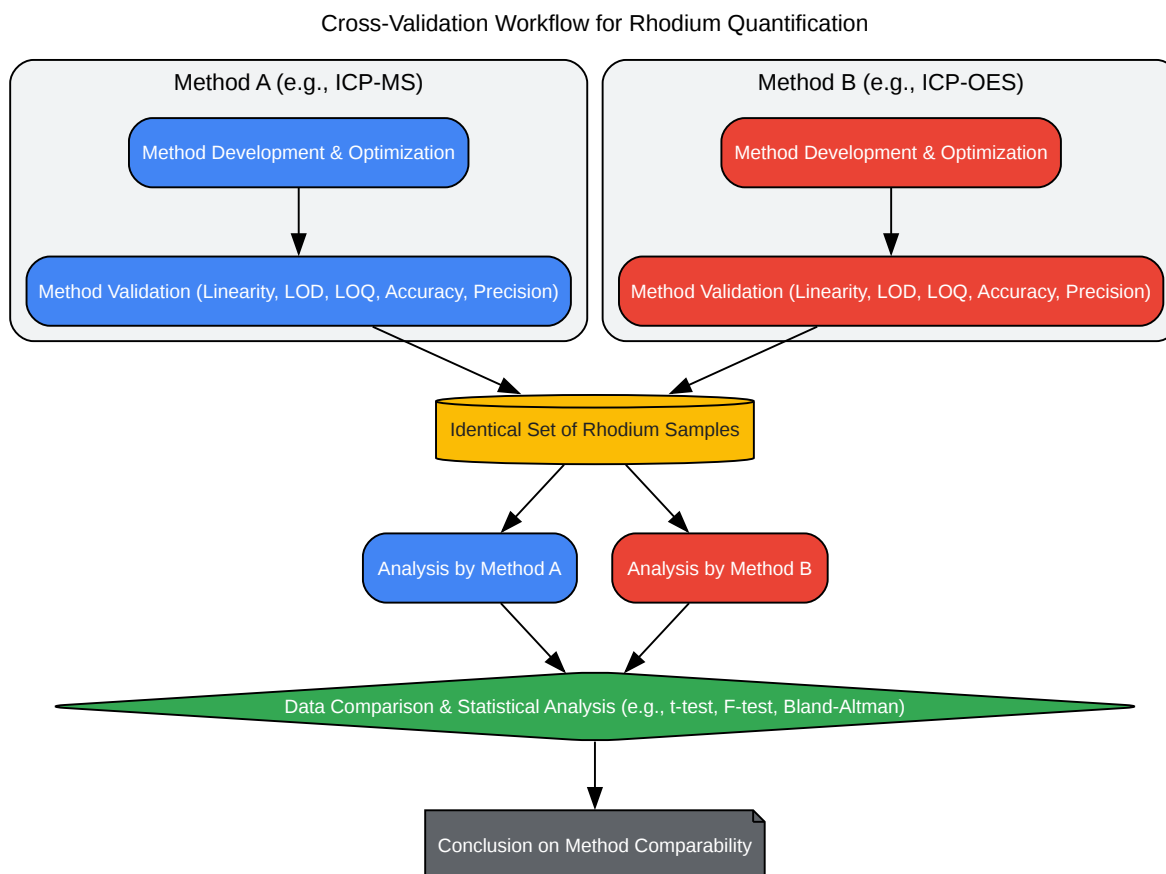 Cross-Validation Workflow for Rhodium Quantification
Method A (e.g., ICP-MS)
Method B (e.g., ICP-OES)
Method Development & Optimization
Method Development & Optimization
Method Validation (Linearity, LOD, LOQ, Accuracy, Precision)
Method Validation (Linearity, LOD, LOQ, Accuracy, Precision)
Identical Set of Rhodium Samples
Analysis by Method A
Analysis by Method B
Data Comparison & Statistical Analysis (e.g., t-test, F-test, Bland-Altman)
Conclusion on Method Comparability